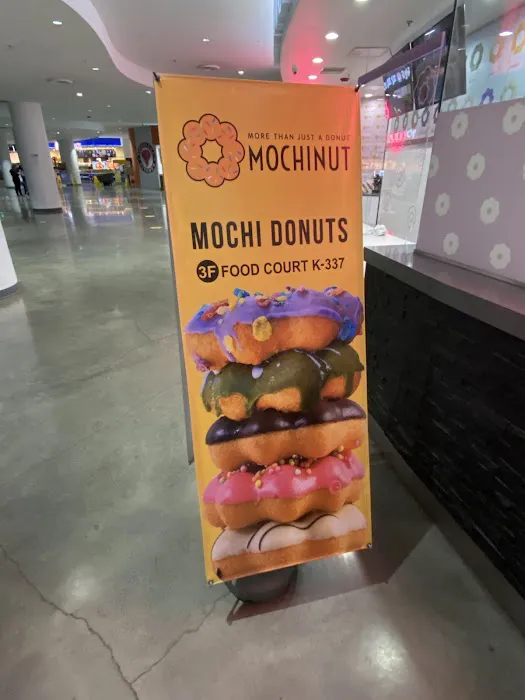 MORE THAN JUST A DONUT
MOCHINUT
MOCHI DONUTS
3F FOOD COURT K-337